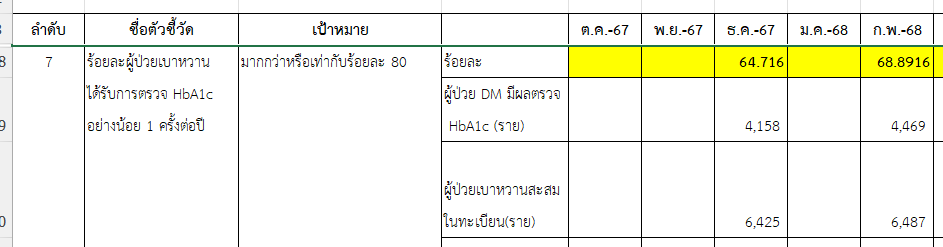 ลำดับ ชื่อตัวชี้วัด เป้าหมาย ต.ค.-67 พ.ย.-67 ธ.ค.-67 ม.ค.-68 ก.พ.-68
8 7 ร้อยละผู้ป่วยเบาหวาน มากกว่าหรือเท่ากับร้อยละ 80 ร้อยละ 64.716 68.8916
ได้รับการตรวจ HbA1c ผู้ป่วย DM มีผลตรวจ
9 อย่างน้อย 1 ครั้งต่อปี HbA1c (ราย) 4,158 4,469
ผู้ป่วยเบาหวานสะสม
0 ในทะเบียน(ราย) 6,425 6,487